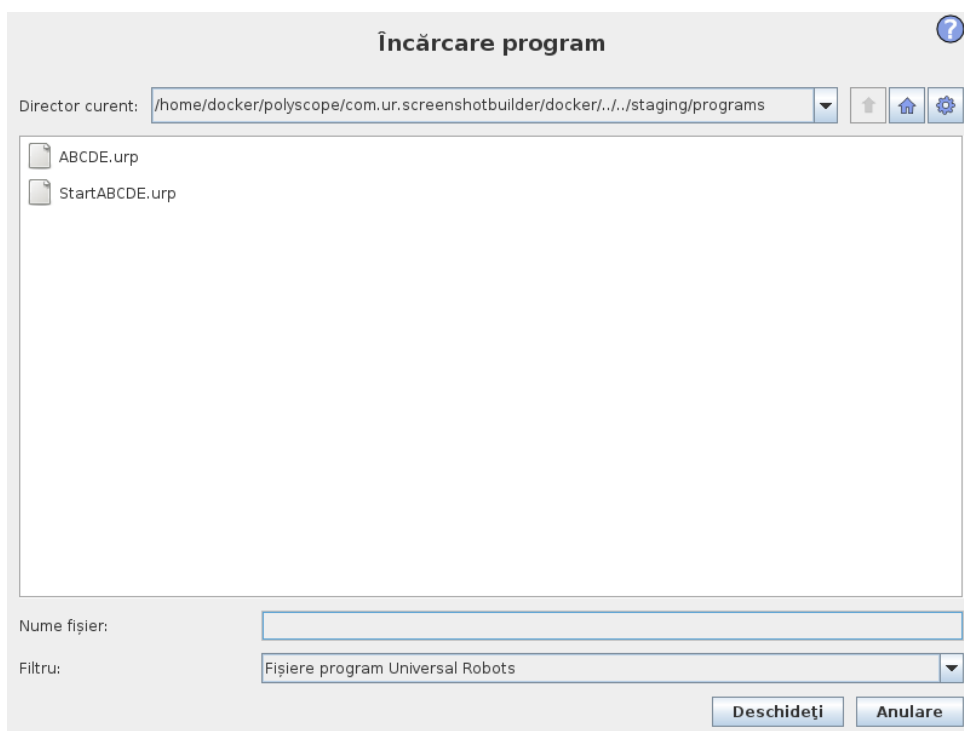 Încărcare program
?
Director curent: /home/docker/polyscope/com.ur.screenshotbuilder/docker/../../staging/programs
ABCDE.urp
StartABCDE.urp
Nume fișier:
Filtru: Fișiere program Universal Robots
Deschideți Anulare